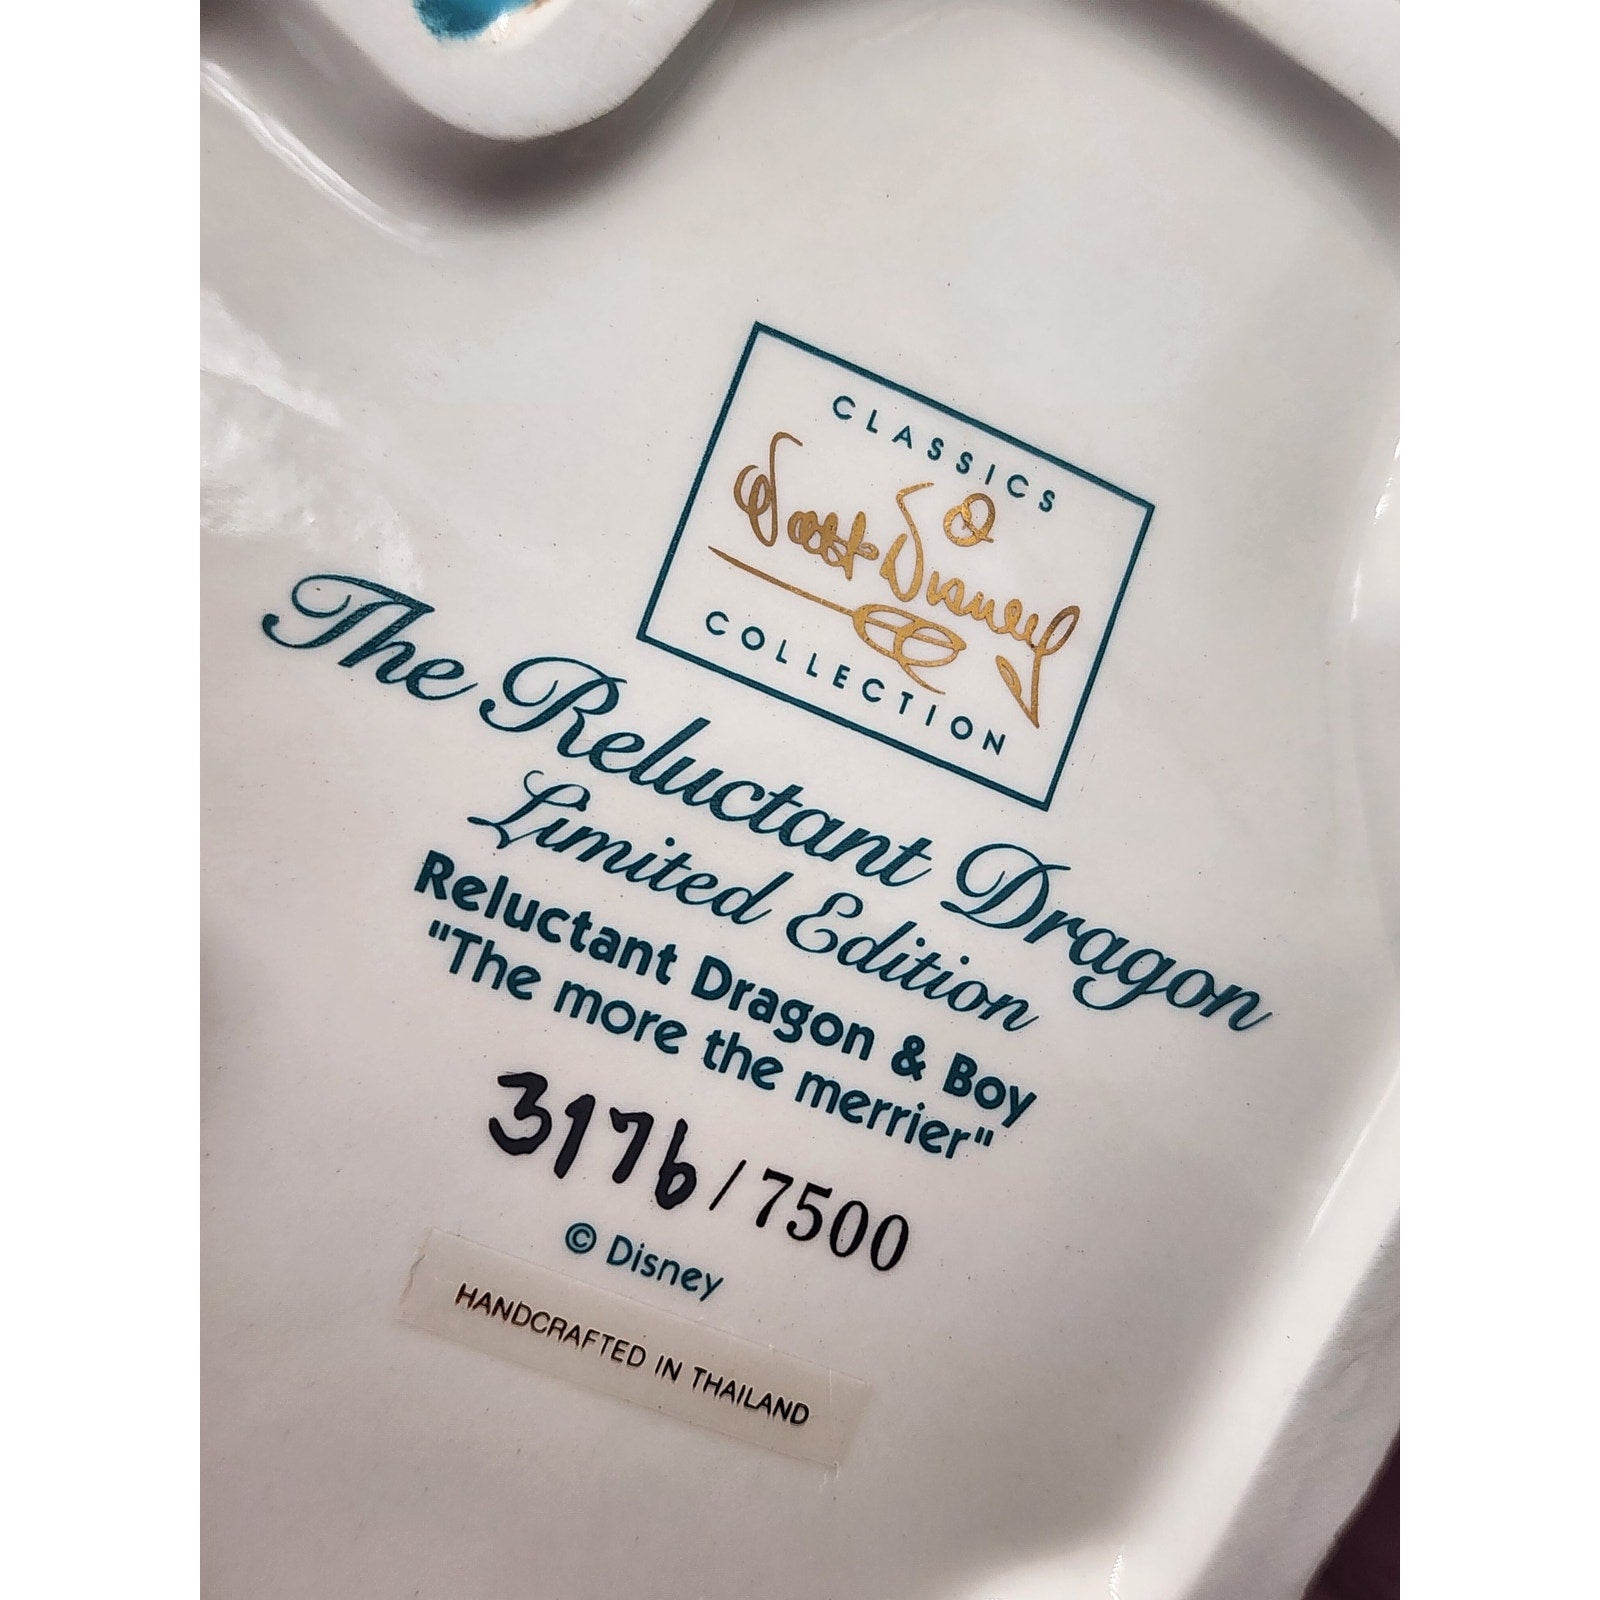 CLASSICS
Walt Disney
COLLECTION
The Reluctant Dragon
Limited Edition
Reluctant Dragon & Boy
"The more the merrier"
3176 / 7500
© Disney
HANDCRAFTED IN THAILAND